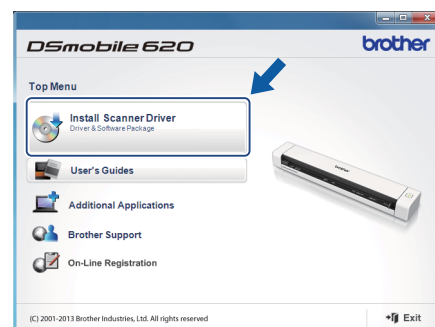 DSmobile 620
brother
Top Menu
Install Scanner Driver
Driver & Software Package
User's Guides
Additional Applications
Brother Support
On-Line Registration
brother
(C) 2001-2013 Brother Industries, Ltd. All rights reserved
Exit